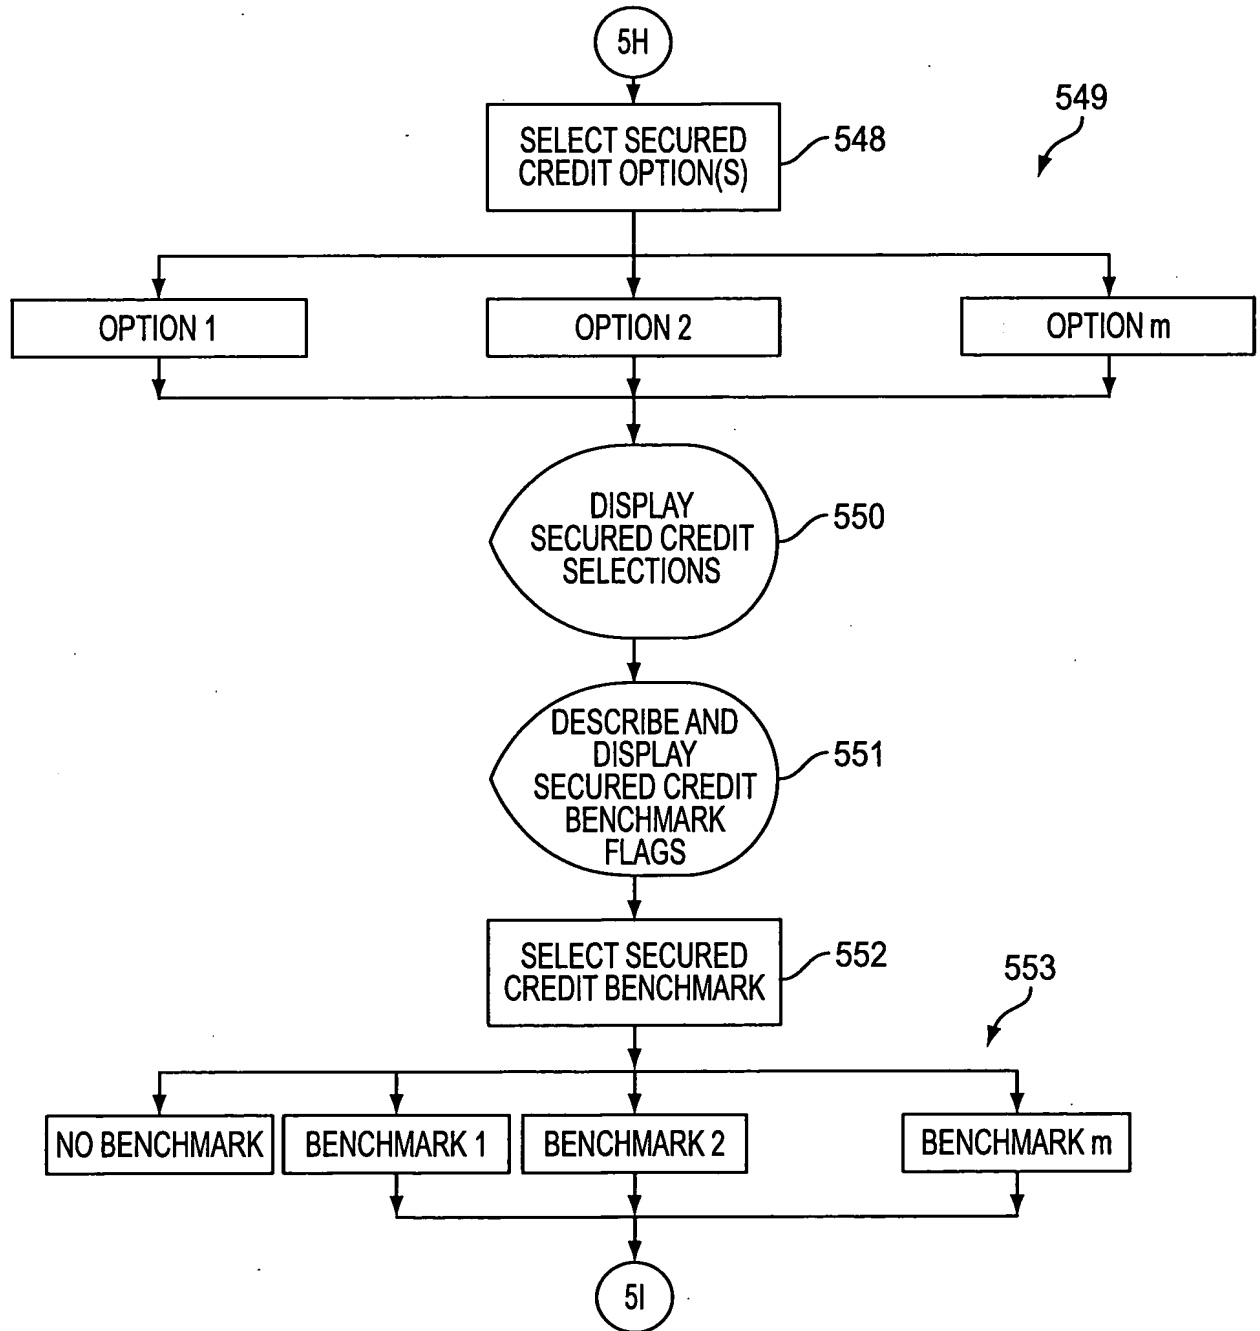 5H
SELECT SECURED
CREDIT OPTION(S)
548
549
OPTION 1
OPTION 2
OPTION m
DISPLAY
SECURED CREDIT
SELECTIONS
550
DESCRIBE AND
DISPLAY
SECURED CREDIT
BENCHMARK
FLAGS
551
SELECT SECURED
CREDIT BENCHMARK
552
553
NO BENCHMARK
BENCHMARK 1
BENCHMARK 2
BENCHMARK m
5I